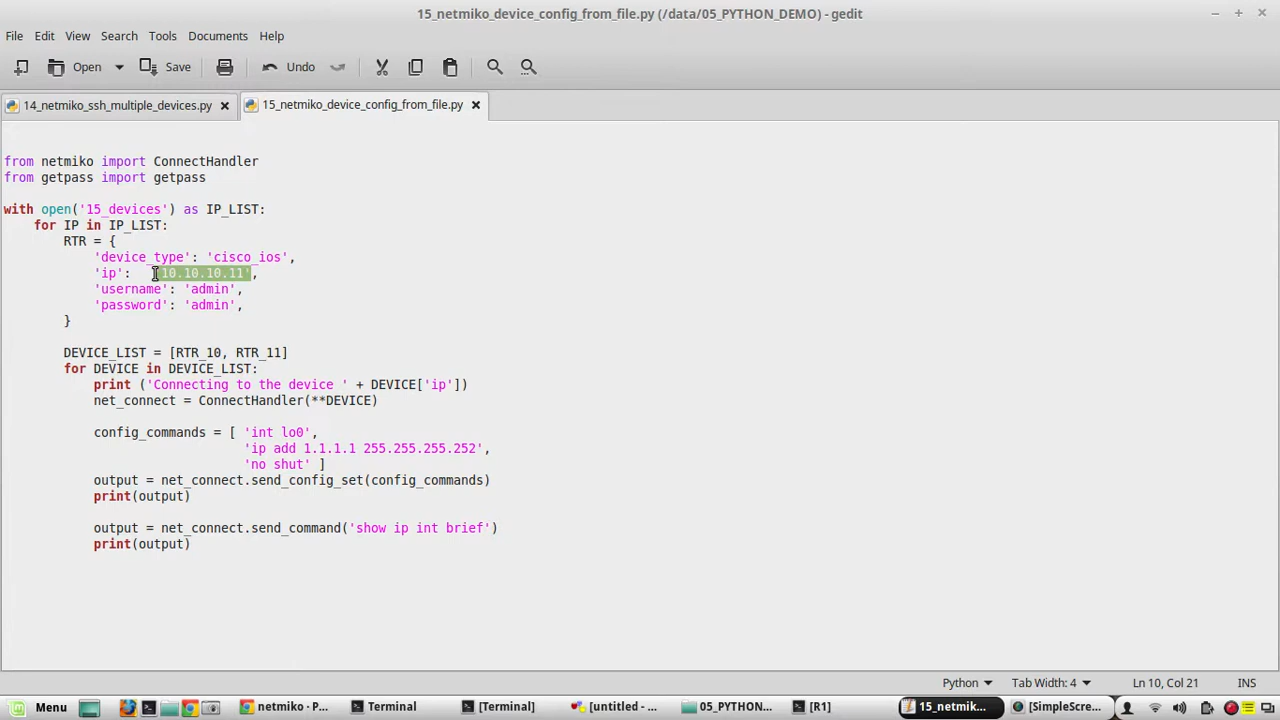 15_netmiko_device_config_from_file.py (/data/05_PYTHON_DEMO) - gedit
File Edit View Search Tools Documents Help
Open Save Undo
14_netmiko_ssh_multiple_devices.py 15_netmiko_device_config_from_file.py
from netmiko import ConnectHandler
from getpass import getpass
with open('15_devices') as IP_LIST:
for IP in IP_LIST:
RTR = {
'device_type': 'cisco_ios',
'ip': '10.10.10.11',
'username': 'admin',
'password': 'admin',
}
DEVICE_LIST = [RTR_10, RTR_11]
for DEVICE in DEVICE_LIST:
print ('Connecting to the device ' + DEVICE['ip'])
net_connect = ConnectHandler(**DEVICE)
config_commands = [ 'int lo0',
'ip add 1.1.1.1 255.255.255.252',
'no shut' ]
output = net_connect.send_config_set(config_commands)
print(output)
output = net_connect.send_command('show ip int brief')
print(output)
Python Tab Width: 4 Ln 10, Col 21 INS
Menu netmiko - P... Terminal [Terminal] [untitled - ... 05_PYTHON... [R1] 15_netmik... [SimpleScre...